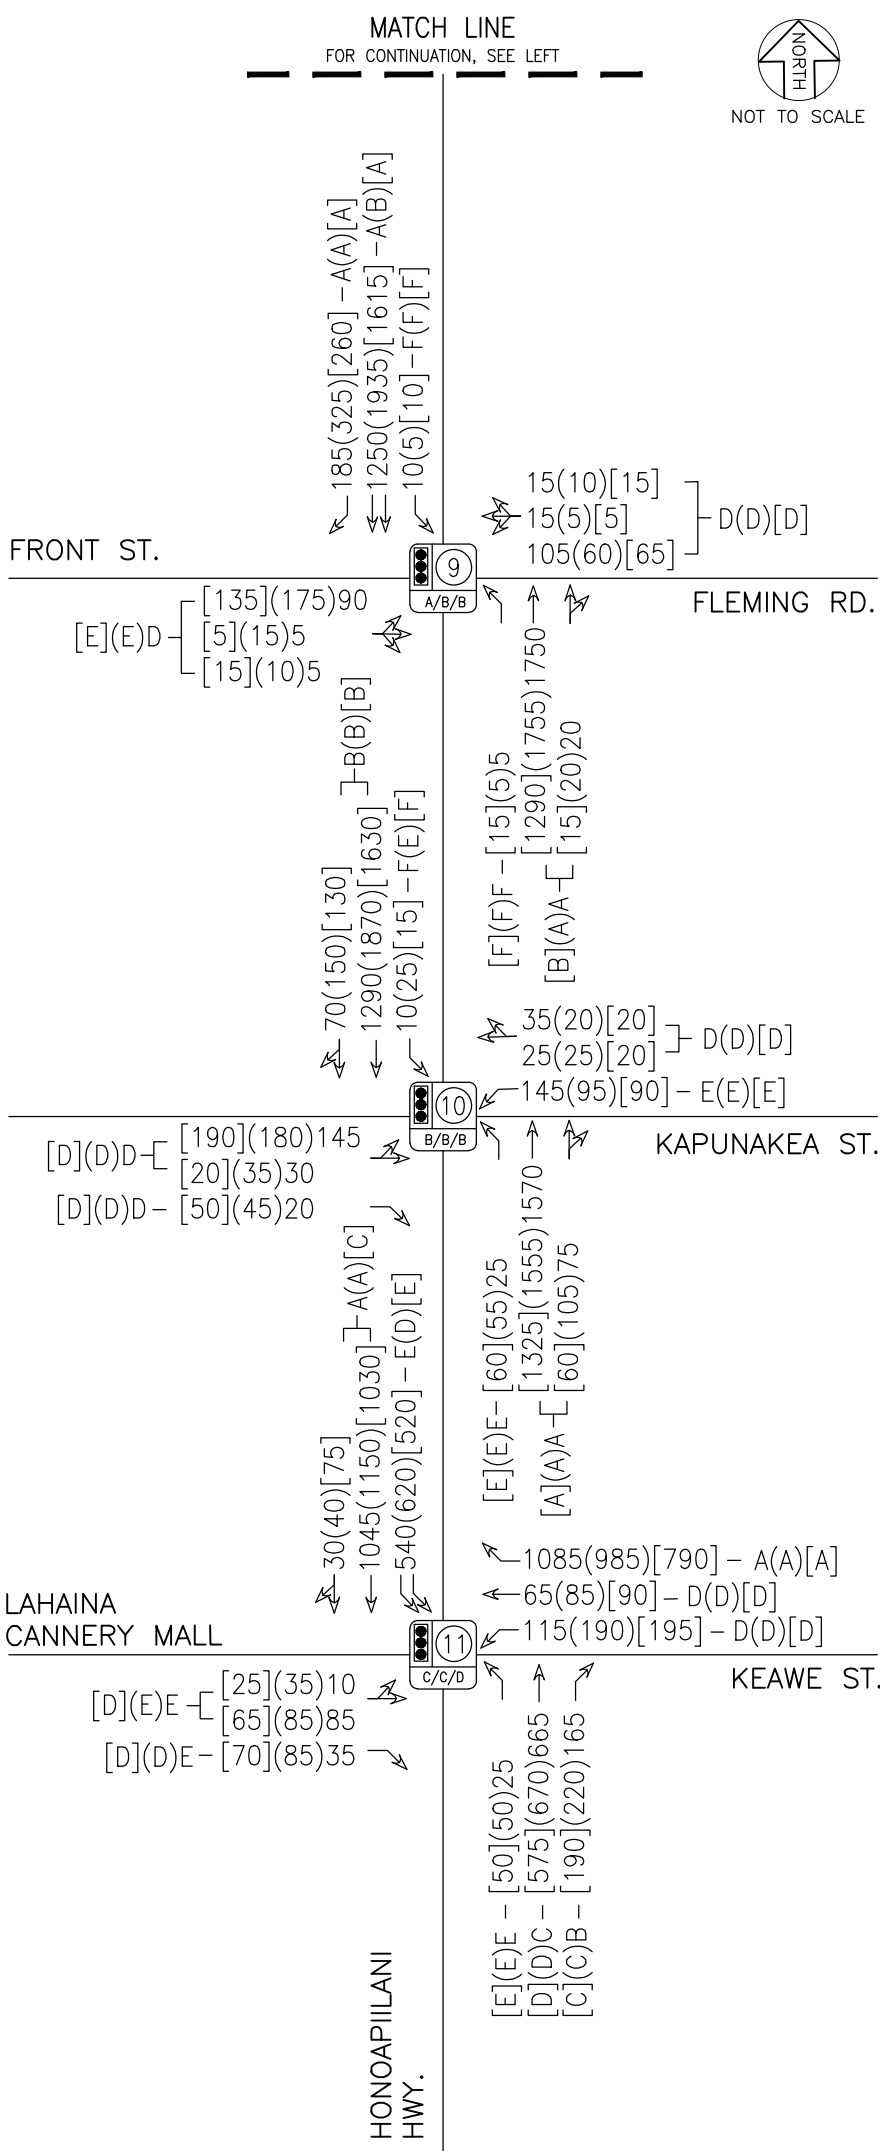 MATCH LINE
FOR CONTINUATION, SEE LEFT
NORTH
NOT TO SCALE
185(325)[260] - A(A)[A]
1250(1935)[1615] - A(B)[A]
10(5)[10] - F(F)[F]
15(10)[15]
15(5)[5]
105(60)[65]
D(D)[D]
FRONT ST.
9
A/B/B
FLEMING RD.
[E](E)D
[135](175)90
[5](15)5
[15](10)5
[F](F)F - [15](5)5
[1290](1755)1750
[15](20)20
[B](A)A
B(B)[B]
70(150)[130]
1290(1870)[1630]
10(25)[15] - F(E)[F]
35(20)[20]
25(25)[20]
D(D)[D]
145(95)[90] - E(E)[E]
10
B/B/B
KAPUNAKEA ST.
[D](D)D
[190](180)145
[20](35)30
[D](D)D - [50](45)20
[E](E)E - [60](55)25
[1325](1555)1570
[60](105)75
[A](A)A
A(A)[C]
30(40)[75]
1045(1150)[1030]
540(620)[520] - E(D)[E]
1085(985)[790] - A(A)[A]
65(85)[90] - D(D)[D]
115(190)[195] - D(D)[D]
LAHAINA
CANNERY MALL
11
C/C/D
KEAWE ST.
[D](E)E
[25](35)10
[65](85)85
[D](D)E - [70](85)35
[E](E)E - [50](50)25
[D](D)C - [575](670)665
[C](C)B - [190](220)165
HONOAPIILANI
HWY.